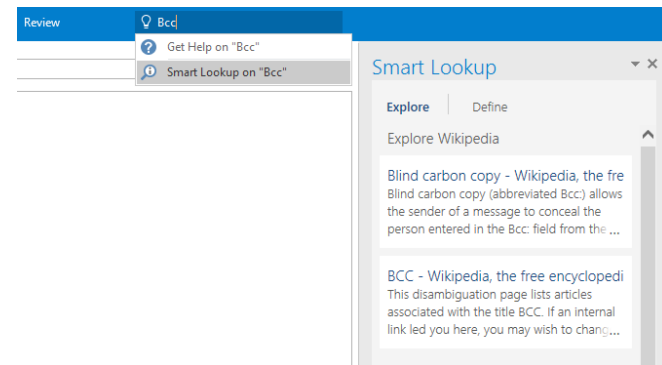 Review
Bcc
Get Help on "Bcc"
Smart Lookup on "Bcc"
Smart Lookup
Explore
Define
Explore Wikipedia
Blind carbon copy - Wikipedia, the fre
Blind carbon copy (abbreviated Bcc:) allows
the sender of a message to conceal the
person entered in the Bcc: field from the ...
BCC - Wikipedia, the free encyclopedi
This disambiguation page lists articles
associated with the title BCC. If an internal
link led you here, you may wish to chang...